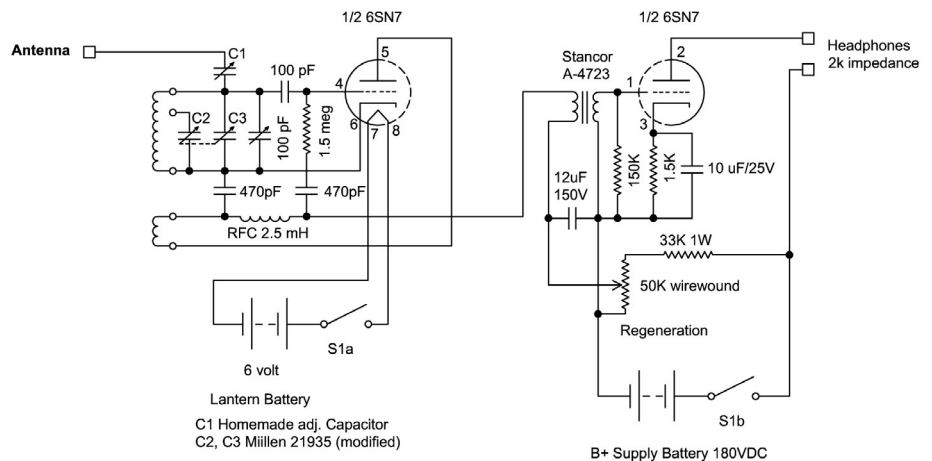 1/2 6SN7
1/2 6SN7
Antenna
C1
5
2
Headphones
2k impedance
Stancor
A-4723
100 pF
4
1
C2
C3
100 pF
1.5 meg
6
7
8
3
150K
1.5K
10 uF/25V
470pF
470pF
12uF
150V
RFC 2.5 mH
33K 1W
50K wirewound
Regeneration
S1a
6 volt
Lantern Battery
S1b
C1 Homemade adj. Capacitor
C2, C3 Miillen 21935 (modified)
B+ Supply Battery 180VDC